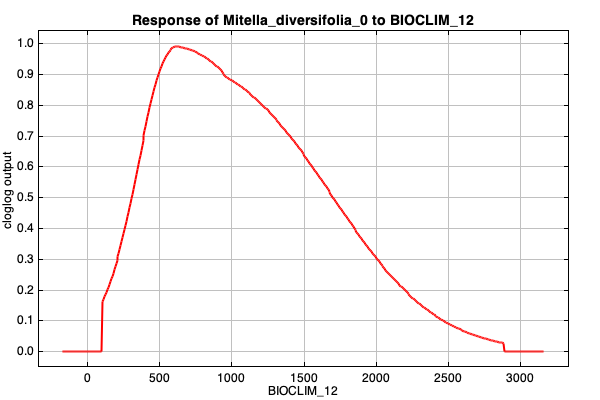 Response of Mitella_diversifolia_0 to BIOCLIM_12
1.0
0.9
0.8
0.7
0.6
0.5
0.4
0.3
0.2
0.1
0.0
cloglog output
0 500 1000 1500 2000 2500 3000
BIOCLIM_12